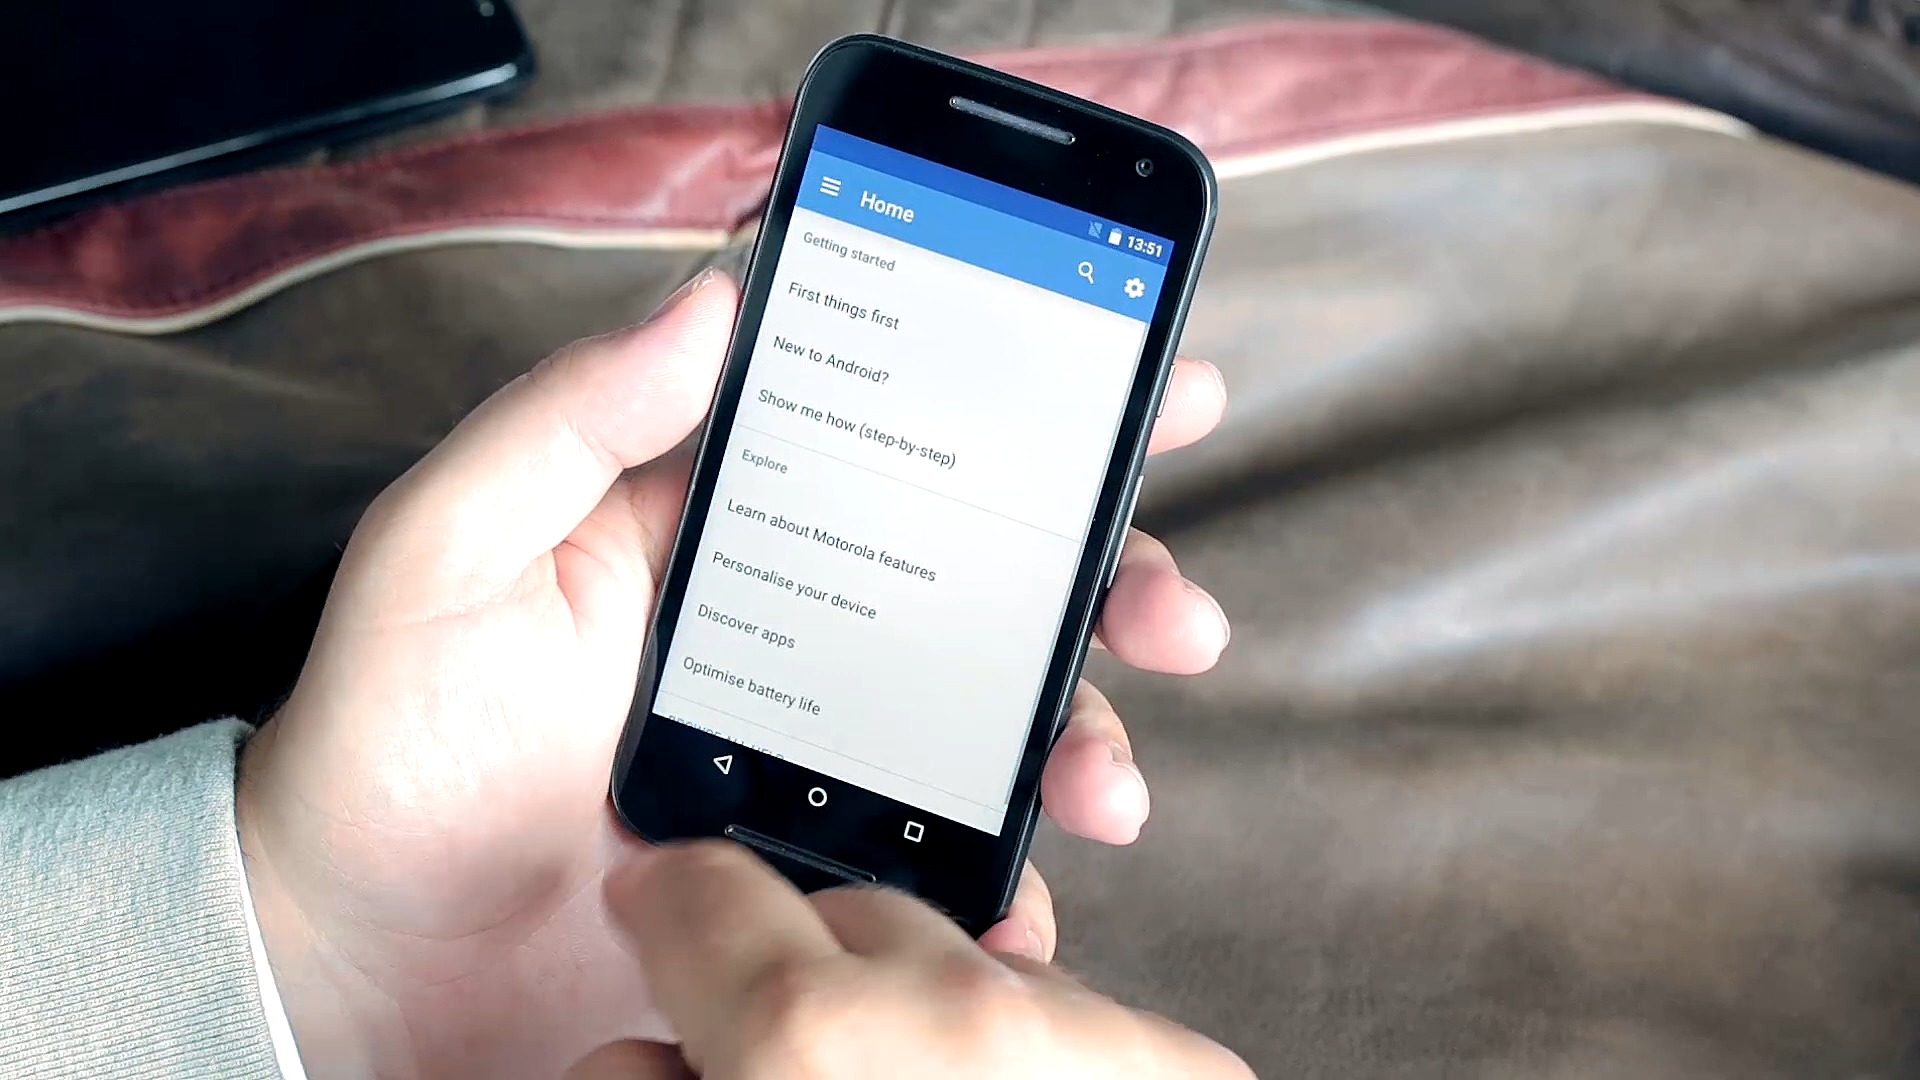 13:51
Home
Getting started
First things first
New to Android?
Show me how (step-by-step)
Explore
Learn about Motorola features
Personalise your device
Discover apps
Optimise battery life